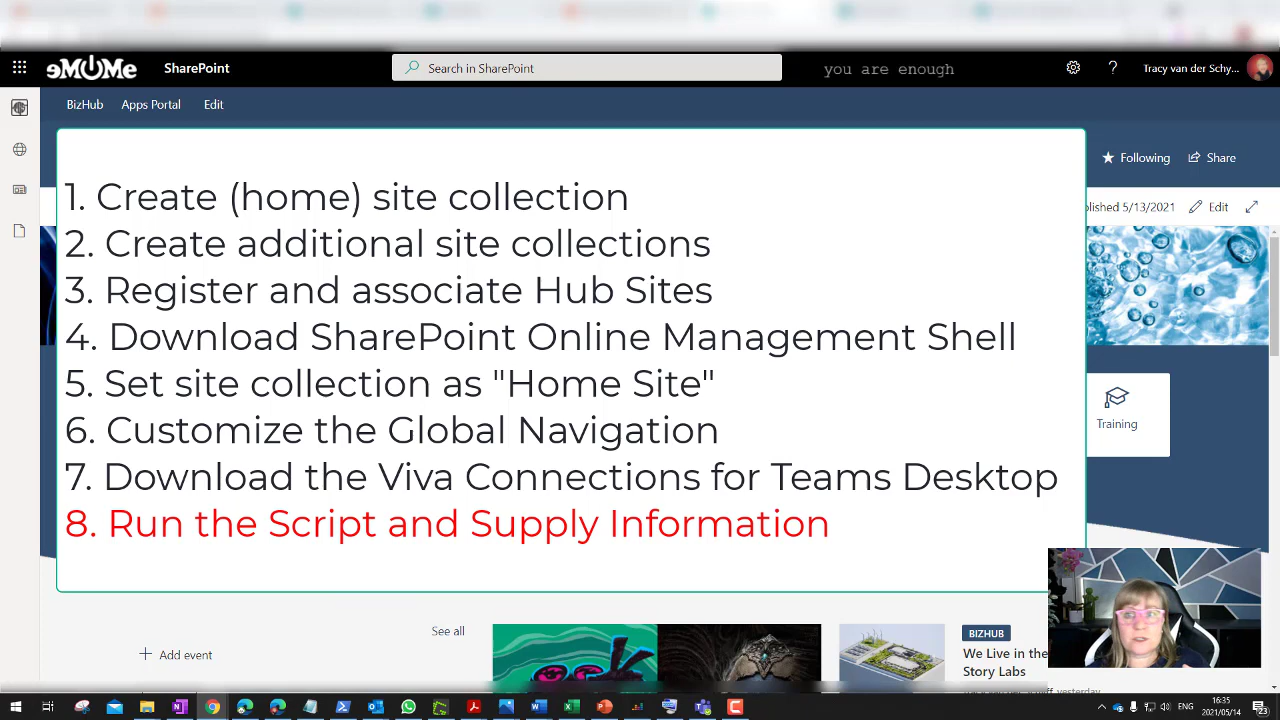 eMOMe
SharePoint
Search in SharePoint
you are enough
?
Tracy van der Schy...
BizHub
Apps Portal
Edit
Following
Share
blished 5/13/2021
Edit
1. Create (home) site collection
2. Create additional site collections
3. Register and associate Hub Sites
4. Download SharePoint Online Management Shell
5. Set site collection as "Home Site"
6. Customize the Global Navigation
7. Download the Viva Connections for Teams Desktop
8. Run the Script and Supply Information
Training
See all
Add event
BIZHUB
We Live in the
Story Labs
ENG
16:35
2021/05/14
23